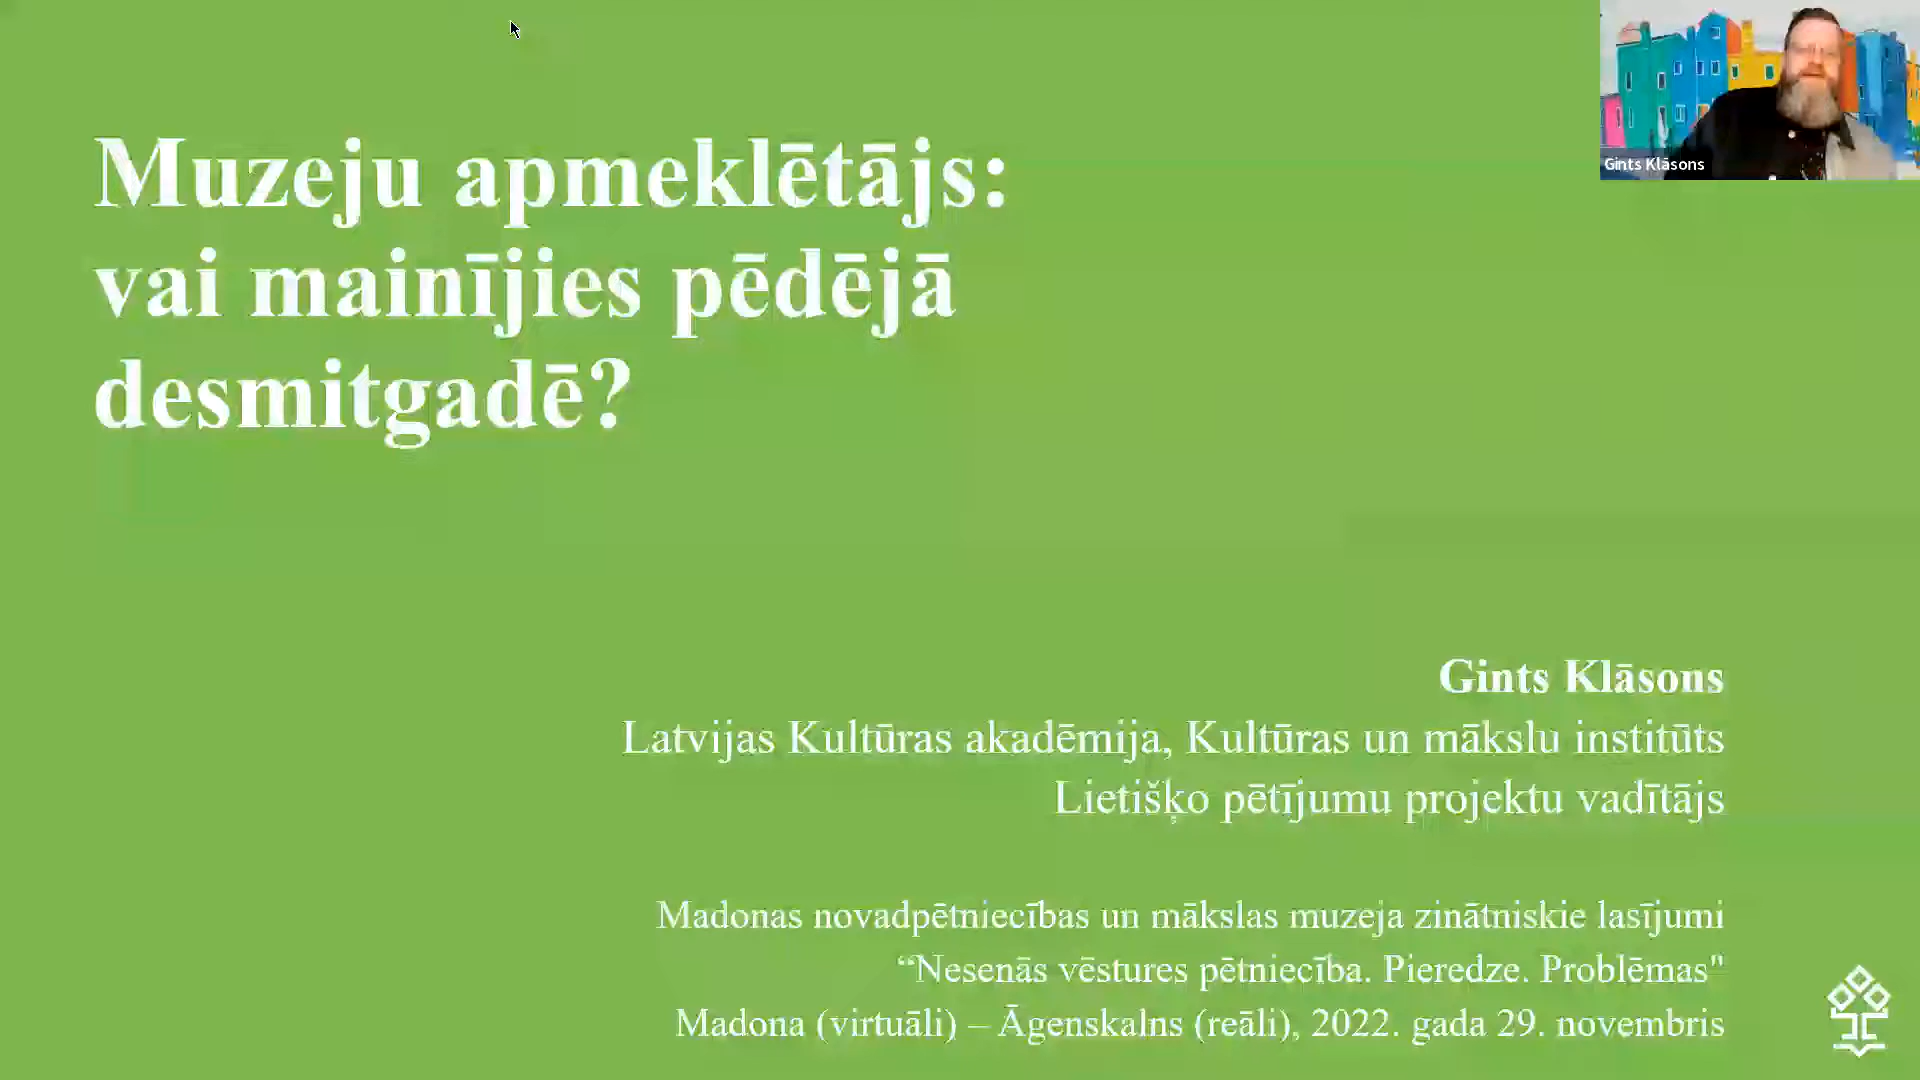 Muzeju apmeklētājs:
vai mainījies pēdējā
desmitgadē?
Gints Klāsons
Gints Klāsons
Latvijas Kultūras akadēmija, Kultūras un mākslu institūts
Lietišķo pētījumu projektu vadītājs
Madonas novadpētniecības un mākslas muzeja zinātniskie lasījumi
“Nesenās vēstures pētniecība. Pieredze. Problēmas"
Madona (virtuāli) – Āgenskalns (reāli), 2022. gada 29. novembris